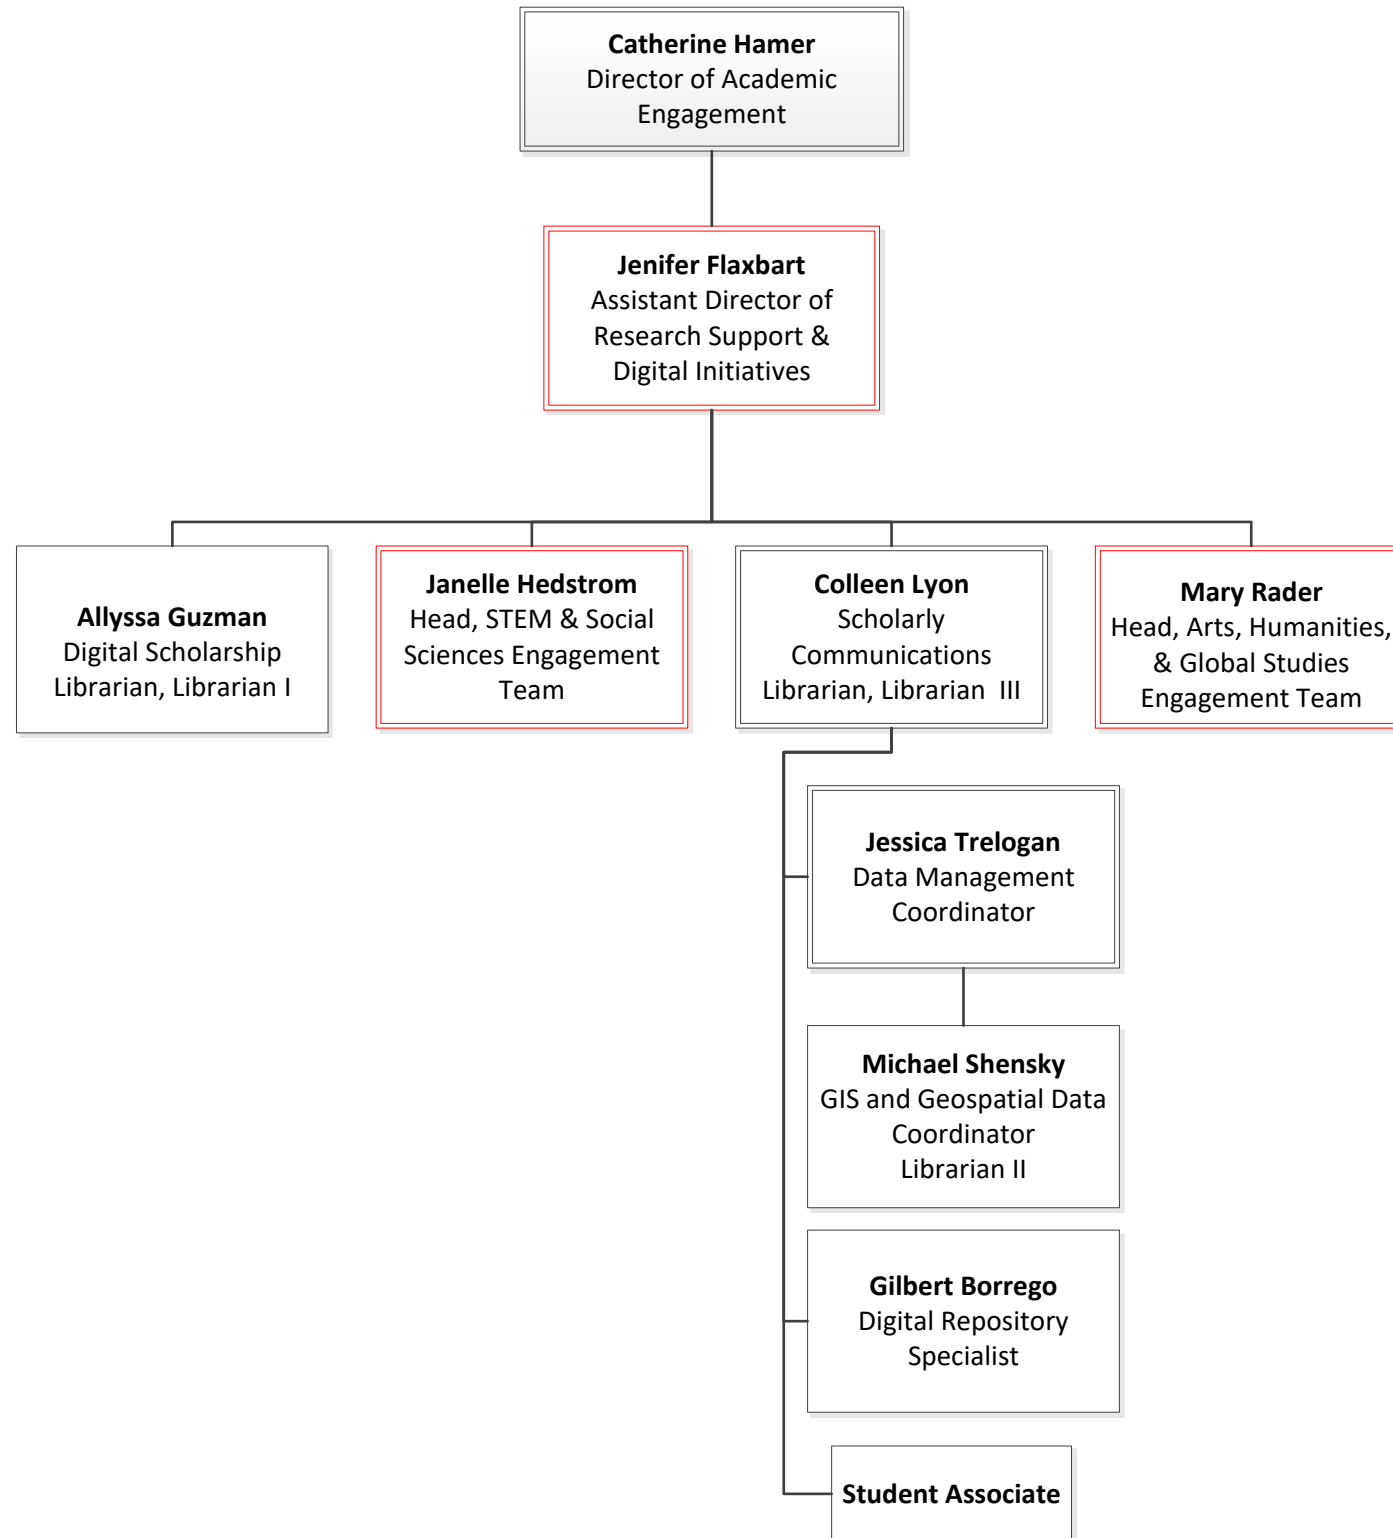 Catherine Hamer
Director of Academic
Engagement
Jenifer Flaxbart
Assistant Director of
Research Support &
Digital Initiatives
Allyssa Guzman
Digital Scholarship
Librarian, Librarian I
Janelle Hedstrom
Head, STEM & Social
Sciences Engagement
Team
Colleen Lyon
Scholarly
Communications
Librarian, Librarian  III
Mary Rader
Head, Arts, Humanities,
& Global Studies
Engagement Team
Jessica Trelogan
Data Management
Coordinator
Michael Shensky
GIS and Geospatial Data
Coordinator
Librarian II
Gilbert Borrego
Digital Repository
Specialist
Student Associate